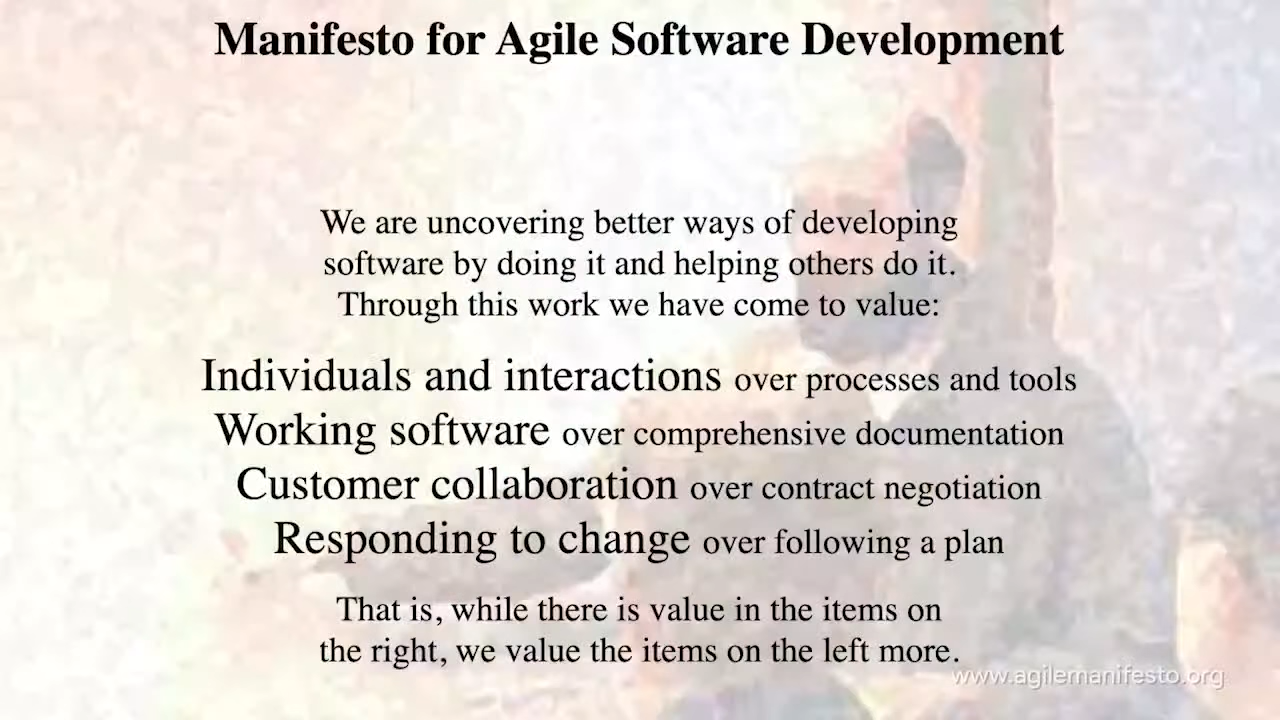 Manifesto for Agile Software Development
We are uncovering better ways of developing
software by doing it and helping others do it.
Through this work we have come to value:
Individuals and interactions over processes and tools
Working software over comprehensive documentation
Customer collaboration over contract negotiation
Responding to change over following a plan
That is, while there is value in the items on
the right, we value the items on the left more.
www.agilemanifesto.org